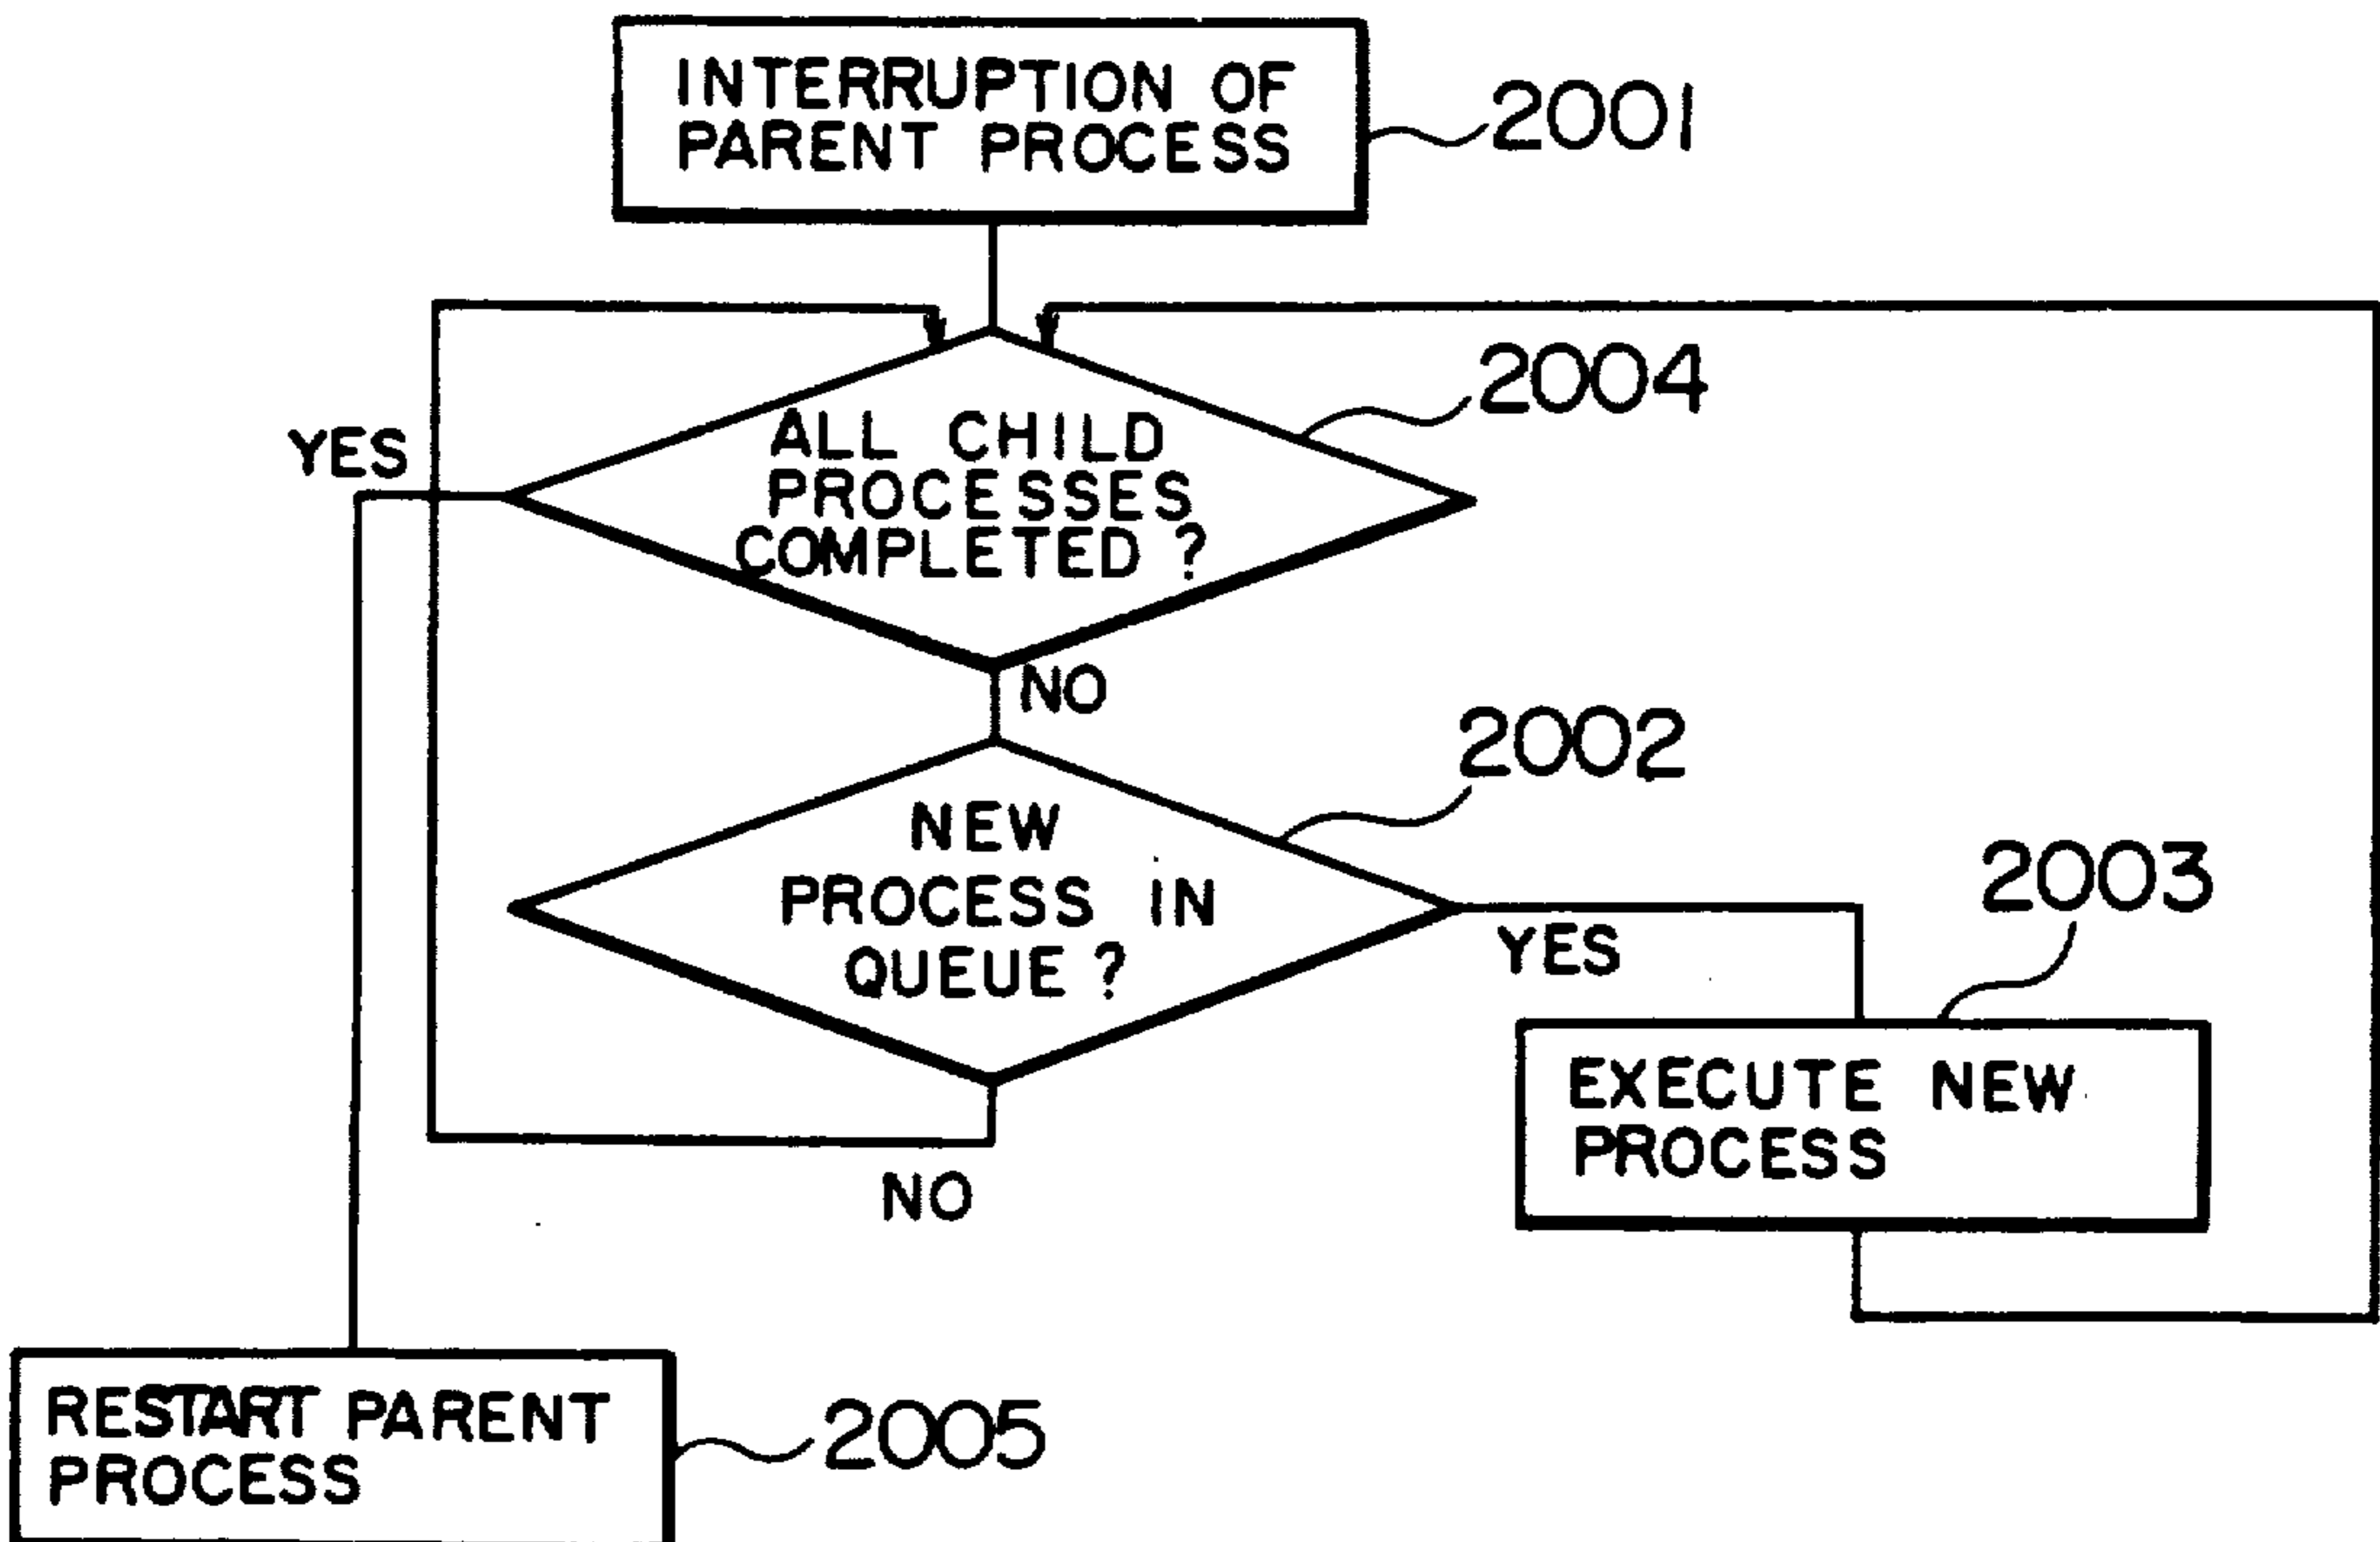 INTERRUPTION OF
PARENT PROCESS
2001
2004
YES
ALL CHILD
PROCESSES
COMPLETED ?
NO
2002
NEW
PROCESS IN
QUEUE ?
YES
2003
EXECUTE NEW
PROCESS
NO
RESTART PARENT
PROCESS
2005